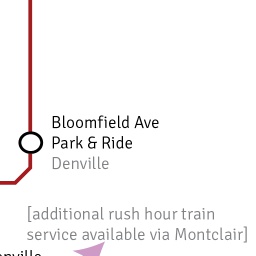 Bloomfield Ave
Park & Ride
Denville
[additional rush hour train
service available via Montclair]